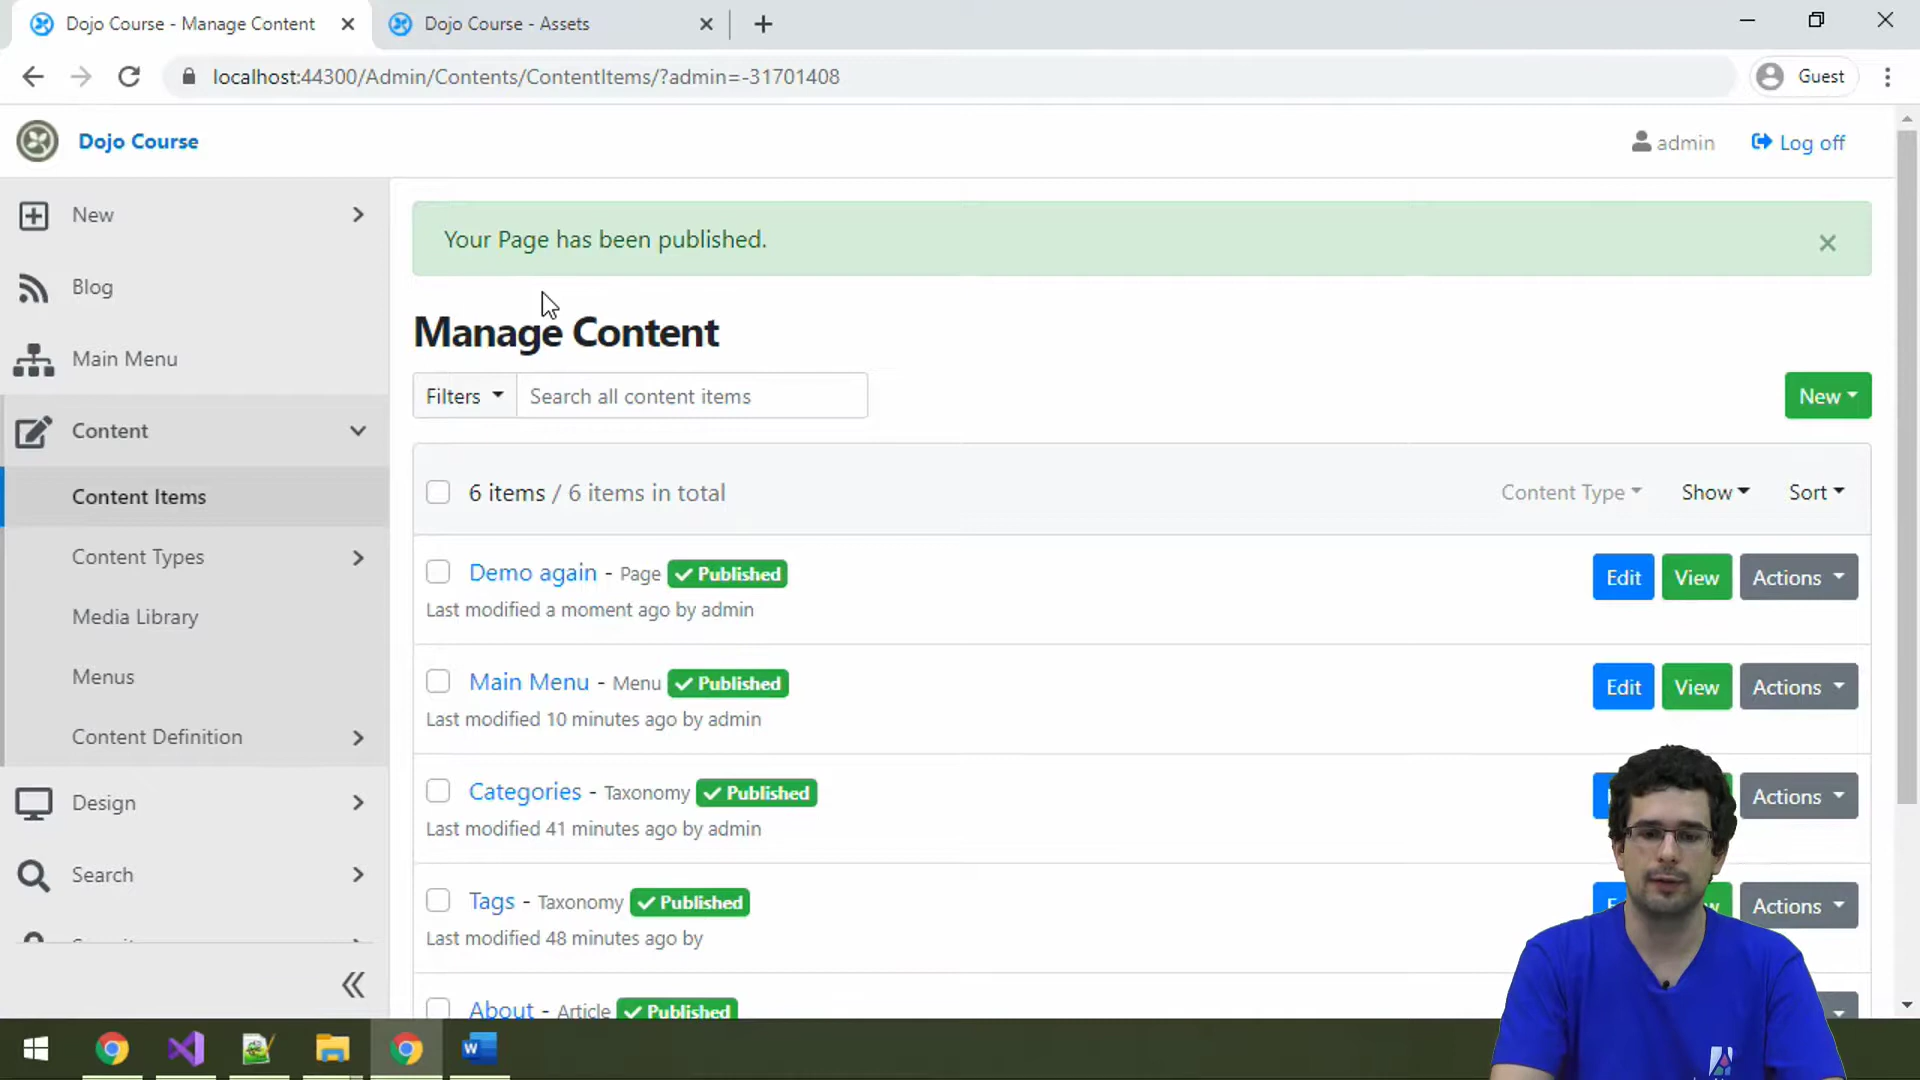 Dojo Course - Manage Content
Dojo Course - Assets
localhost:44300/Admin/Contents/ContentItems/?admin=-31701408
Guest
Dojo Course
admin
Log off
New
Blog
Main Menu
Content
Content Items
Content Types
Media Library
Menus
Content Definition
Design
Search
Your Page has been published.
Manage Content
Filters
Search all content items
New
6 items / 6 items in total
Content Type
Show
Sort
Demo again - Page Published
Edit
View
Actions
Last modified a moment ago by admin
Main Menu - Menu Published
Edit
View
Actions
Last modified 10 minutes ago by admin
Categories - Taxonomy Published
Actions
Last modified 41 minutes ago by admin
Tags - Taxonomy Published
Actions
Last modified 48 minutes ago by
About - Article Published